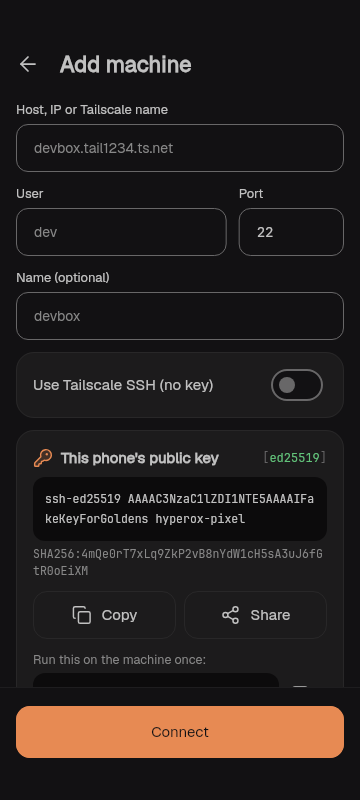 Add machine
Host, IP or Tailscale name
devbox.tail1234.ts.net
User
Port
dev
22
Name (optional)
devbox
Use Tailscale SSH (no key)
This phone's public key
[ed25519]
ssh-ed25519 AAAAC3NzaC1lZDI1NTE5AAAAIFa
keKeyForGoldens hyperox-pixel
SHA256:4mQe0rT7xLq9ZkP2vB8nYdW1cH5sA3uJ6fG
tR0oEiXM
Copy
Share
Run this on the machine once:
Connect